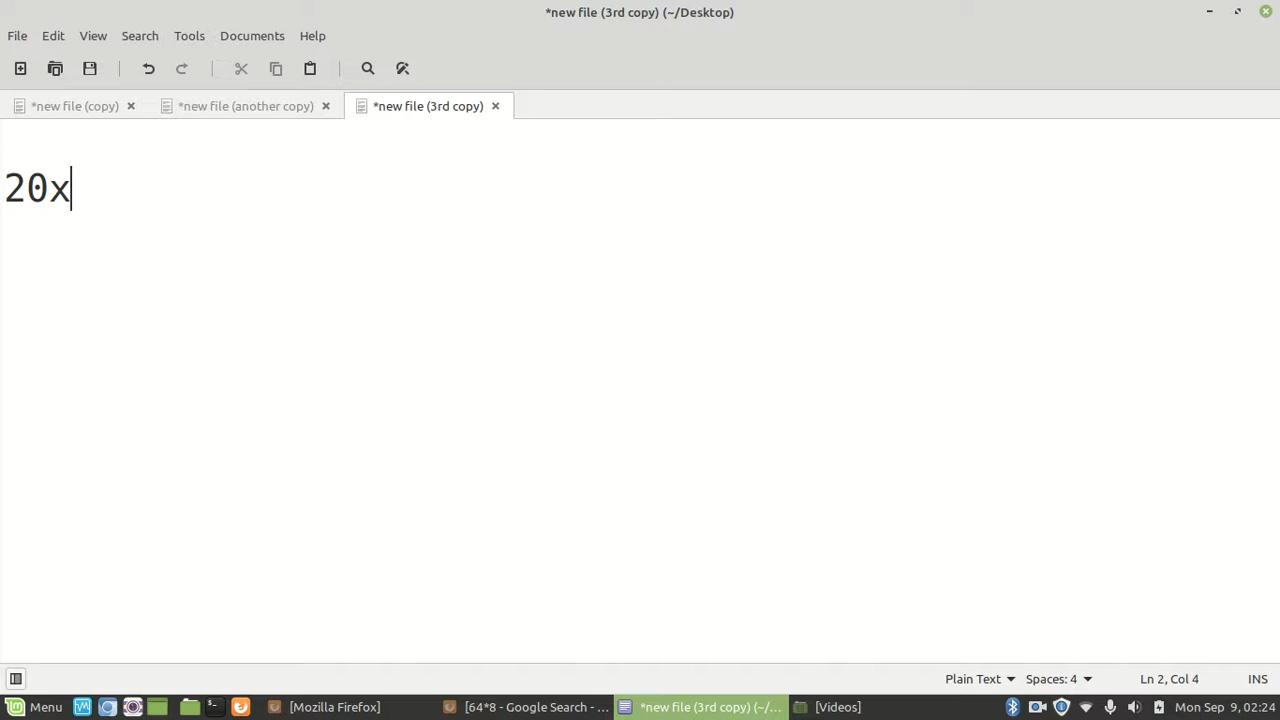 *new file (3rd copy) (~/Desktop)
File Edit View Search Tools Documents Help
*new file (copy) *new file (another copy) *new file (3rd copy)
20x
Plain Text Spaces: 4 Ln 2, Col 4 INS
Menu [Mozilla Firefox] [64*8 - Google Search - ... *new file (3rd copy) (~/... [Videos] Mon Sep 9, 02:24